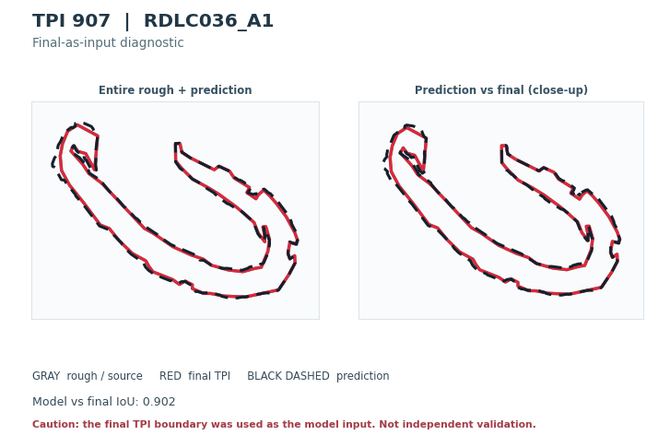 TPI 907 | RDLC036_A1
Final-as-input diagnostic
Entire rough + prediction
Prediction vs final (close-up)
GRAY rough / source RED final TPI BLACK DASHED prediction
Model vs final IoU: 0.902
Caution: the final TPI boundary was used as the model input. Not independent validation.